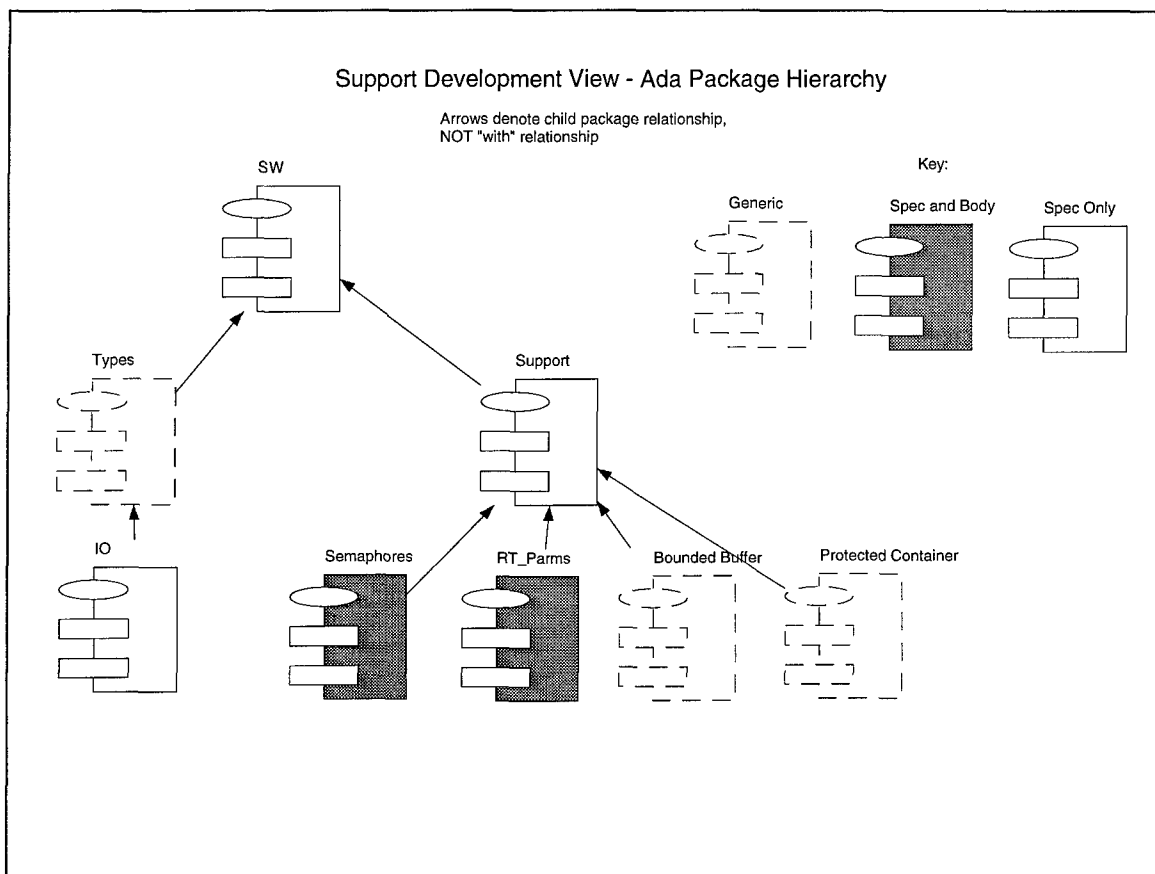 Support Development View - Ada Package Hierarchy
Arrows denote child package relationship,
NOT "with" relationship
SW
Key:
Generic
Spec and Body
Spec Only
Types
Support
IO
Semaphores
RT_Parms
Bounded Buffer
Protected Container